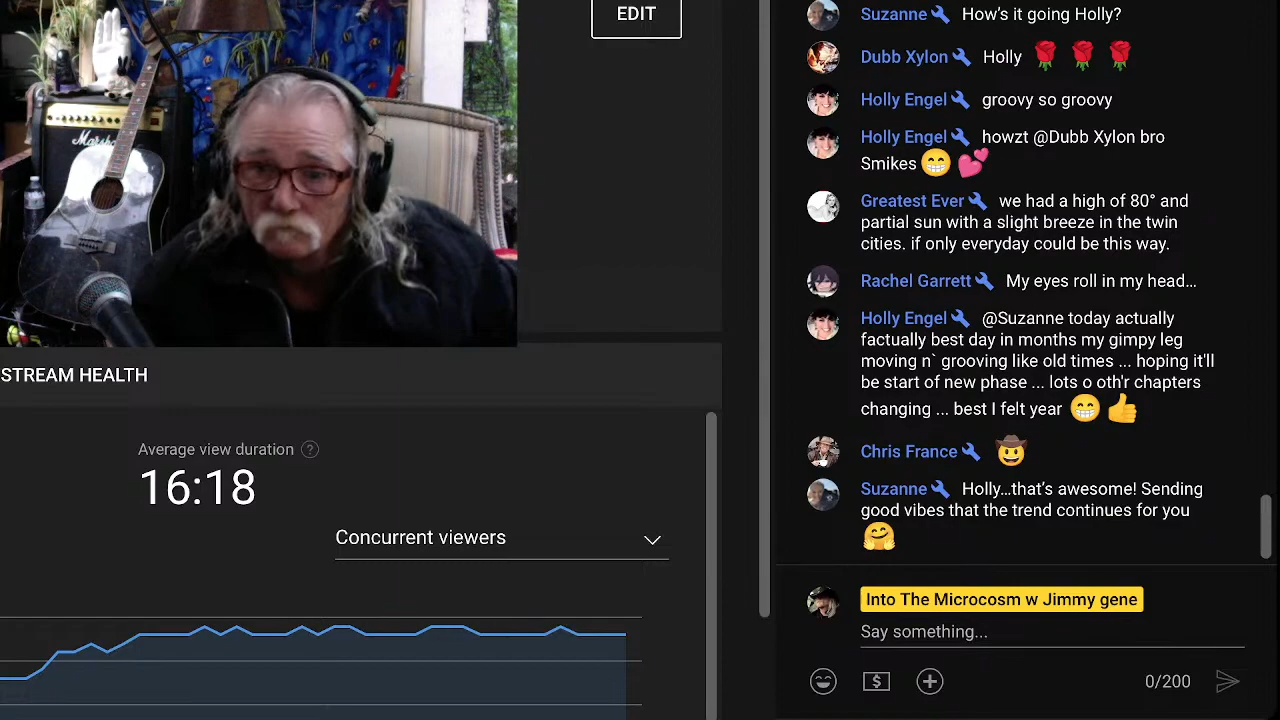 EDIT
Marshall
STREAM HEALTH
Average view duration ?
16:18
Concurrent viewers
Suzanne How's it going Holly?
Dubb Xylon Holly 🌹 🌹 🌹
Holly Engel groovy so groovy
Holly Engel howzt @Dubb Xylon bro
Smikes 😁 💕
Greatest Ever we had a high of 80° and
partial sun with a slight breeze in the twin
cities. if only everyday could be this way.
Rachel Garrett My eyes roll in my head…
Holly Engel @Suzanne today actually
factually best day in months my gimpy leg
moving n` grooving like old times ... hoping it'll
be start of new phase ... lots o oth'r chapters
changing ... best I felt year 😁 👍
Chris France 🤠
Suzanne Holly…that’s awesome! Sending
good vibes that the trend continues for you
🤗
Into The Microcosm w Jimmy gene
Say something...
$
0/200